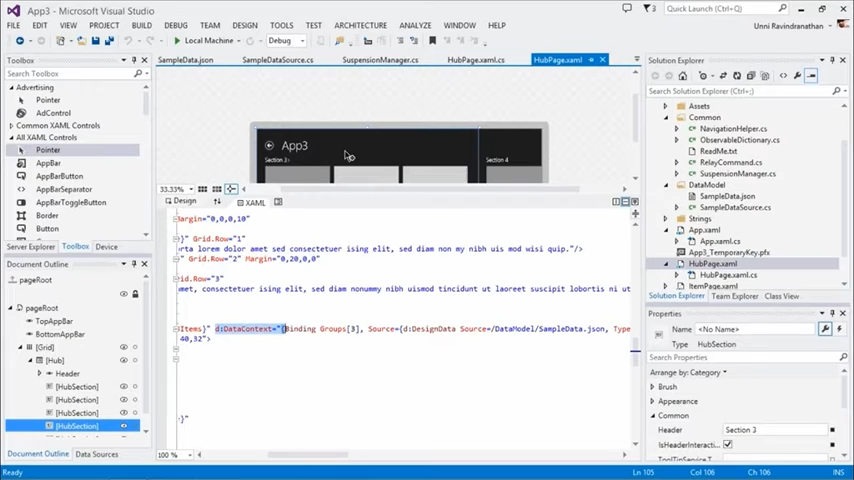 App3 - Microsoft Visual Studio
3
Quick Launch (Ctrl+Q)
FILE EDIT VIEW PROJECT BUILD DEBUG TEAM DESIGN TOOLS TEST ARCHITECTURE ANALYZE WINDOW HELP
Unni Ravindranathan
Local Machine Debug
Toolbox
Search Toolbox
Advertising
Pointer
AdControl
Common XAML Controls
All XAML Controls
Pointer
AppBar
AppBarButton
AppBarSeparator
AppBarToggleButton
Border
Button
Server Explorer Toolbox Device
Document Outline
pageRoot
pageRoot
TopAppBar
BottomAppBar
[Grid]
[Hub]
Header
[HubSection]
[HubSection]
[HubSection]
[HubSection]
Document Outline Data Sources
SampleData.json SampleDataSource.cs SuspensionManager.cs HubPage.xaml.cs HubPage.xaml
App3
Section 3
Section 4
33.33%
Design XAML
Margin="0,0,0,10"
}" Grid.Row="1"
rta lorem dolor amet sed consectetuer ising elit, sed diam non my nibh uis mod wisi quip."/>
" Grid.Row="2" Margin="0,20,0,0"
id.Row="3"
met, consectetuer ising elit, sed diam nonummy nibh uismod tincidunt ut laoreet suscipit lobortis ni ut
Items}" d:DataContext="{Binding Groups[3], Source={d:DesignData Source=/DataModel/SampleData.json, Type
40,32">
}"
100 %
Solution Explorer
Search Solution Explorer (Ctrl+;)
Assets
Common
NavigationHelper.cs
ObservableDictionary.cs
ReadMe.txt
RelayCommand.cs
SuspensionManager.cs
DataModel
SampleData.json
SampleDataSource.cs
Strings
App.xaml
App.xaml.cs
App3_TemporaryKey.pfx
HubPage.xaml
HubPage.xaml.cs
ItemPage.xaml
Solution Explorer Team Explorer Class View
Properties
Name <No Name>
Type HubSection
Search Properties
Arrange by: Category
Brush
Appearance
Common
Header Section 3
IsHeaderInteracti...
ToolTipService.T...
Ready
Ln 105 Col 106 Ch 106 INS